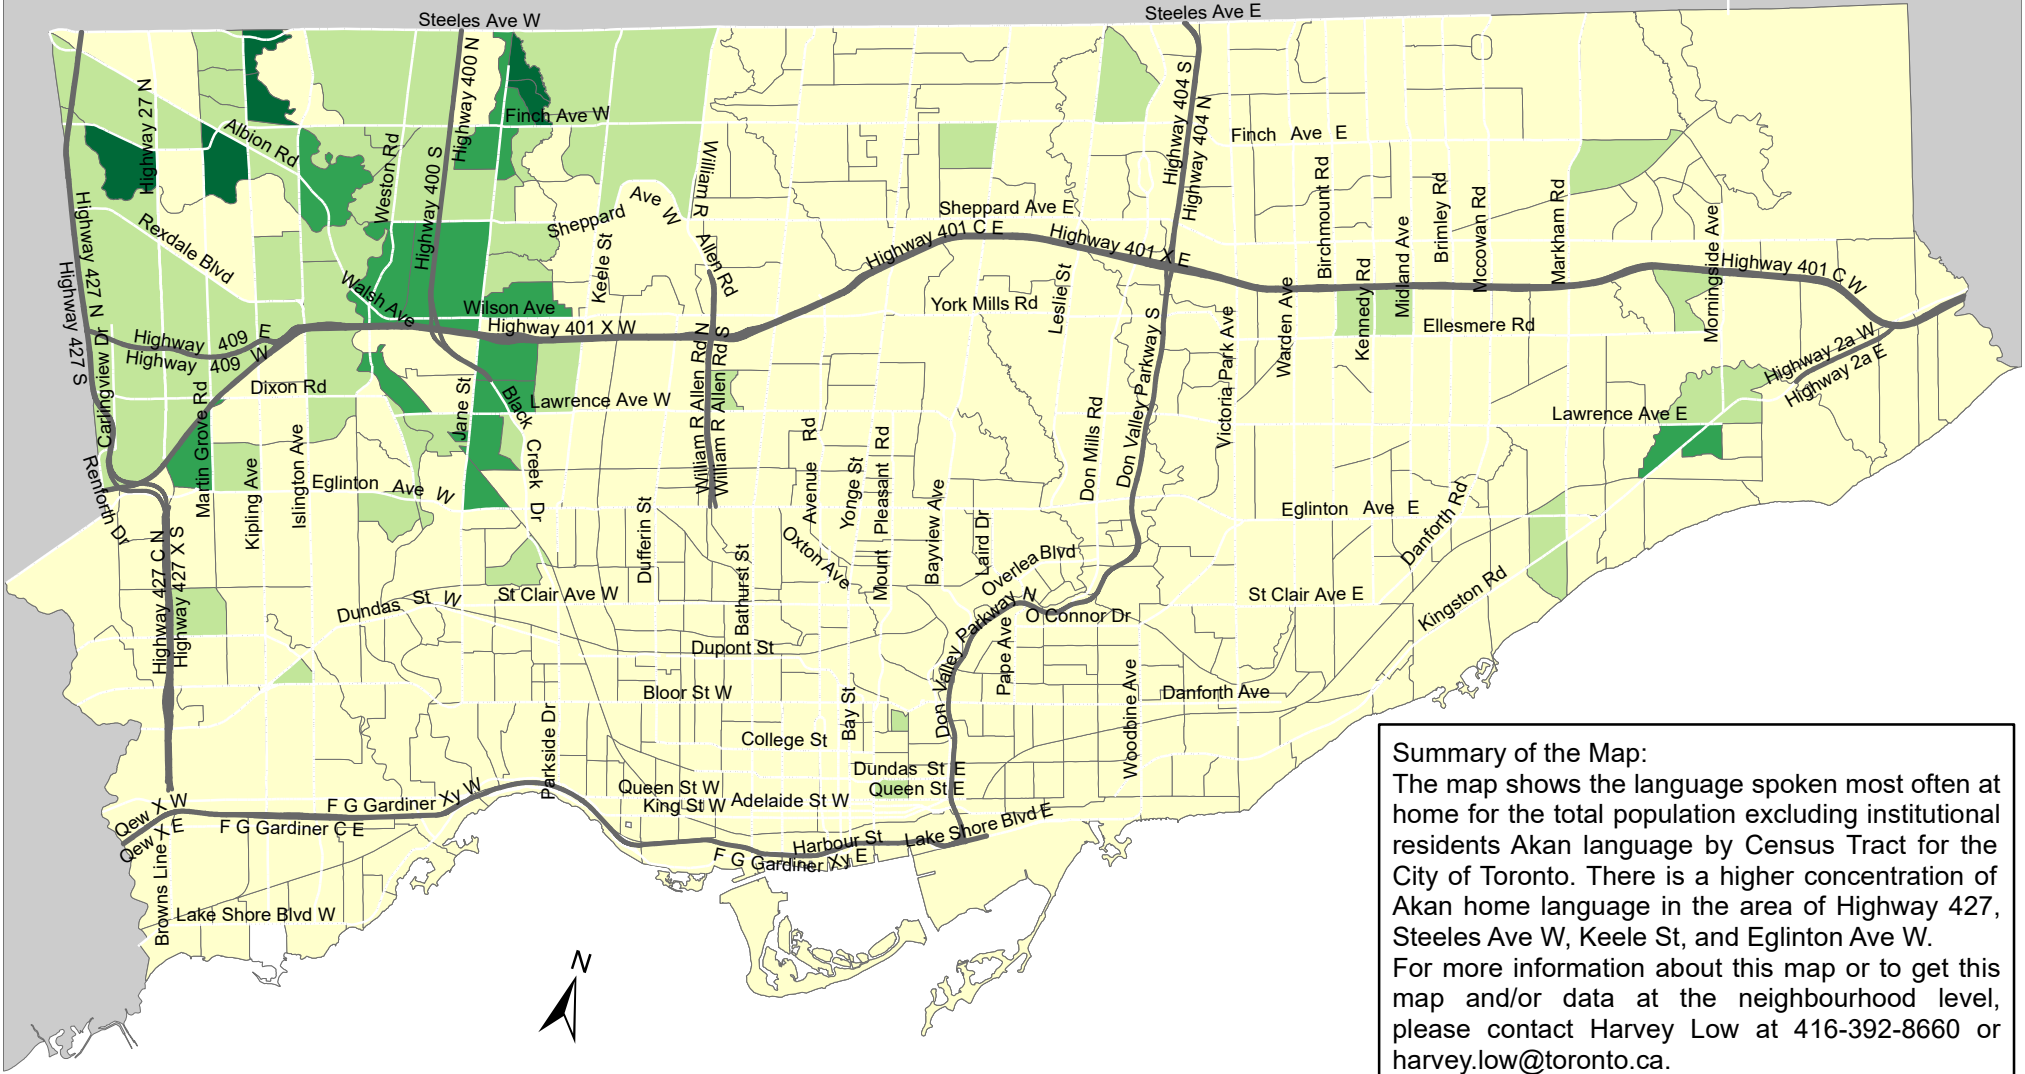 Steeles Ave W
Steeles Ave E
Highway 400 N
Highway 404 S
Highway 404 N
Highway 27 N
Finch Ave W
Albion Rd
Finch Ave E
Weston Rd
Highway 400 S
William R Allen Rd
Birchmount Rd
Brimley Rd
Mccowan Rd
Markham Rd
Midland Ave
Morningside Ave
Sheppard Ave W
Sheppard Ave E
Keele St
Rexdale Blvd
Highway 427 N
Highway 427 N
Highway 401 C E
Highway 401 X E
Highway 401 C W
Walsh Ave
Wilson Ave
York Mills Rd
Leslie St
Kennedy Rd
Warden Ave
Victoria Park Ave
Ellesmere Rd
Highway 401 X W
Highway 427 S
Carlingview Dr
Highway 409 E
Highway 409 W
Don Valley Parkway S
Highway 2a W
Highway 2a E
Dixon Rd
Jane St
Black Creek Dr
Lawrence Ave W
William R Allen Rd N
William R Allen Rd S
Lawrence Ave E
Martin Grove Rd
Kipling Ave
Islington Ave
Avenue Rd
Yonge St
Mount Pleasant Rd
Don Mills Rd
Renforth Dr
Eglinton Ave W
Eglinton Ave E
Danforth Rd
Bayview Ave
Laird Dr
Dufferin St
Oxton Ave
Bathurst St
Overlea Blvd
Highway 427 C N
Highway 427 X S
Dundas St W
St Clair Ave W
St Clair Ave E
Kingston Rd
O Connor Dr
Don Valley Parkway N
Pape Ave
Dupont St
Bloor St W
Bay St
Danforth Ave
Woodbine Ave
Parkside Dr
College St
Dundas St E
Queen St W
Queen St E
King St W
Adelaide St W
Qew X W
Qew X E
F G Gardiner Xy W
F G Gardiner C E
Harbour St
Lake Shore Blvd E
F G Gardiner Xy E
Browns Line
Lake Shore Blvd W
N
Summary of the Map:
The map shows the language spoken most often at
home for the total population excluding institutional
residents Akan language by Census Tract for the
City of Toronto. There is a higher concentration of
Akan home language in the area of Highway 427,
Steeles Ave W, Keele St, and Eglinton Ave W.
For more information about this map or to get this
map and/or data at the neighbourhood level,
please contact Harvey Low at 416-392-8660 or
harvey.low@toronto.ca.